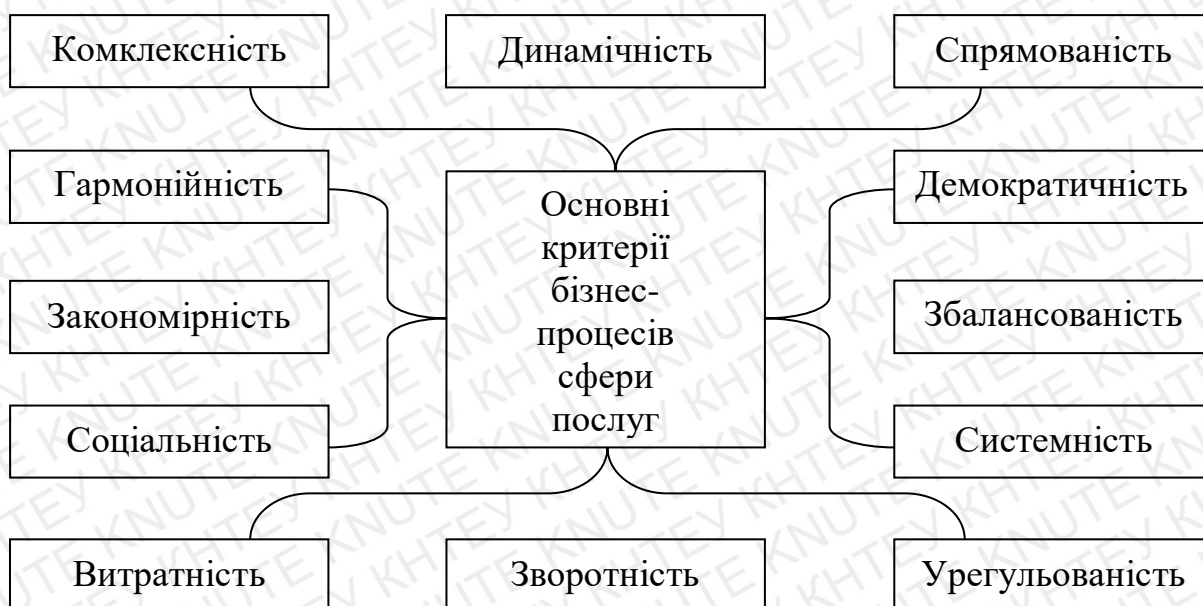 Комклексність
Динамічність
Спрямованість
Гармонійність
Основні
критерії
бізнес-
процесів
сфери
послуг
Демократичність
Закономірність
Збалансованість
Соціальність
Системність
Витратність
Зворотність
Урегульованість